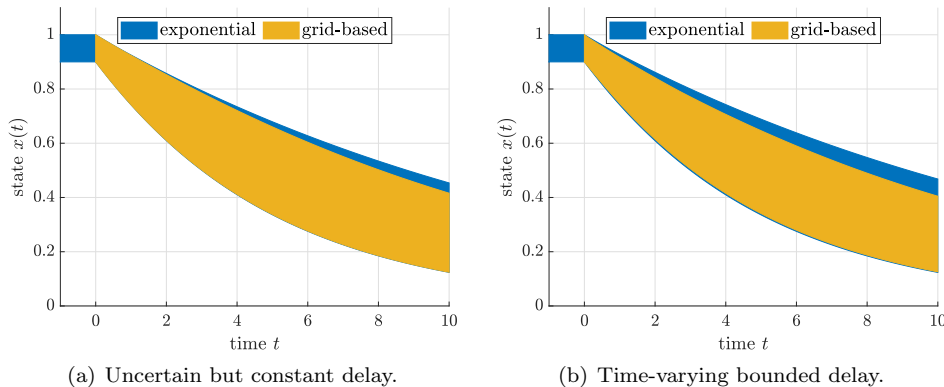 exponential grid-based
1
0.8
0.6
0.4
0.2
0
state x(t)
0 2 4 6 8 10
time t
(a) Uncertain but constant delay.
exponential grid-based
1
0.8
0.6
0.4
0.2
0
state x(t)
0 2 4 6 8 10
time t
(b) Time-varying bounded delay.